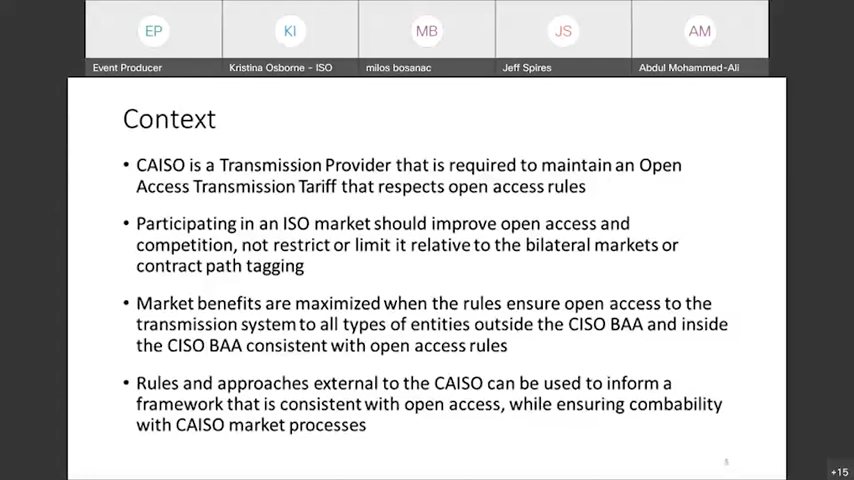 EP
KI
MB
JS
AM
Event Producer
Kristina Osborne - ISO
milos bosanac
Jeff Spires
Abdul Mohammed-Ali
Context
• CAISO is a Transmission Provider that is required to maintain an Open
Access Transmission Tariff that respects open access rules
• Participating in an ISO market should improve open access and
competition, not restrict or limit it relative to the bilateral markets or
contract path tagging
• Market benefits are maximized when the rules ensure open access to the
transmission system to all types of entities outside the CISO BAA and inside
the CISO BAA consistent with open access rules
• Rules and approaches external to the CAISO can be used to inform a
framework that is consistent with open access, while ensuring combability
with CAISO market processes
+15